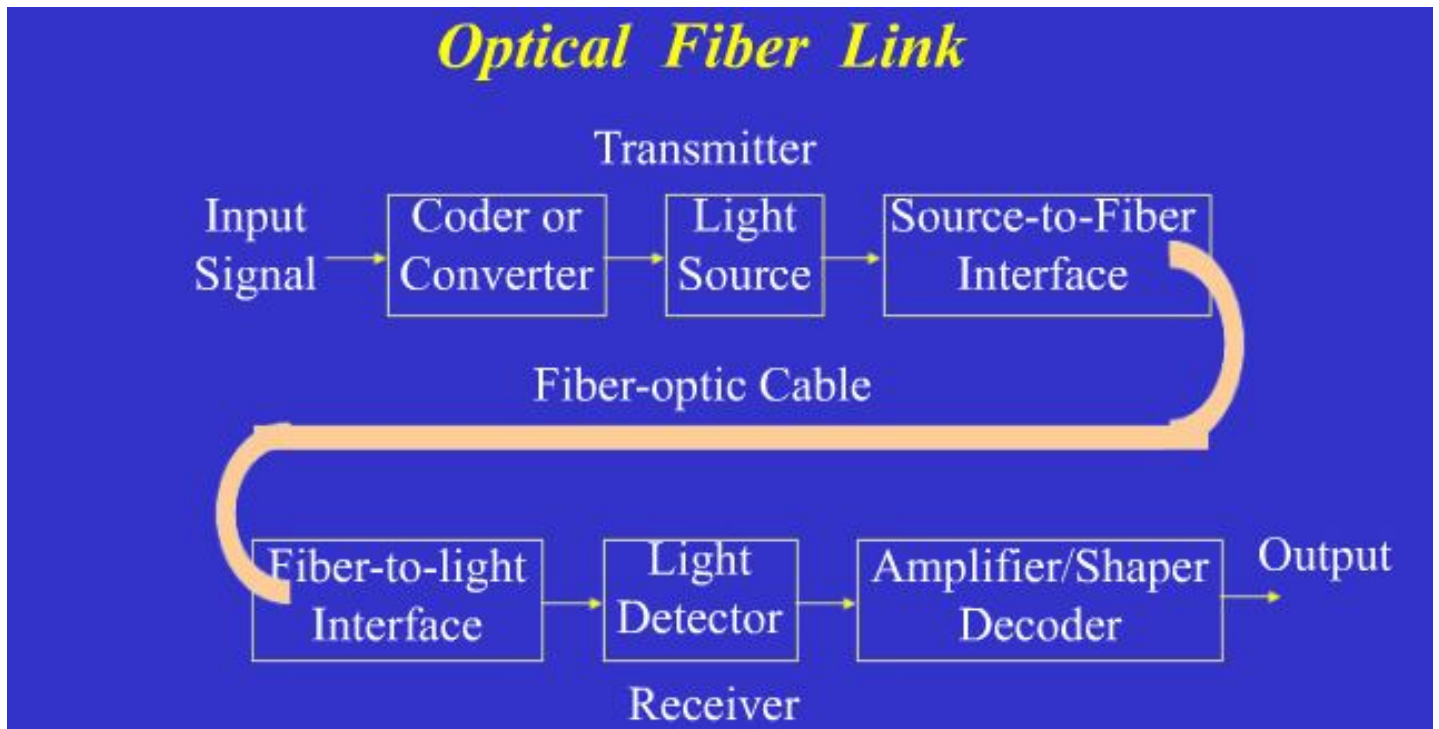 Optical Fiber Link
Transmitter
Input
Signal
Coder or
Converter
Light
Source
Source-to-Fiber
Interface
Fiber-optic Cable
Fiber-to-light
Interface
Light
Detector
Amplifier/Shaper
Decoder
Output
Receiver